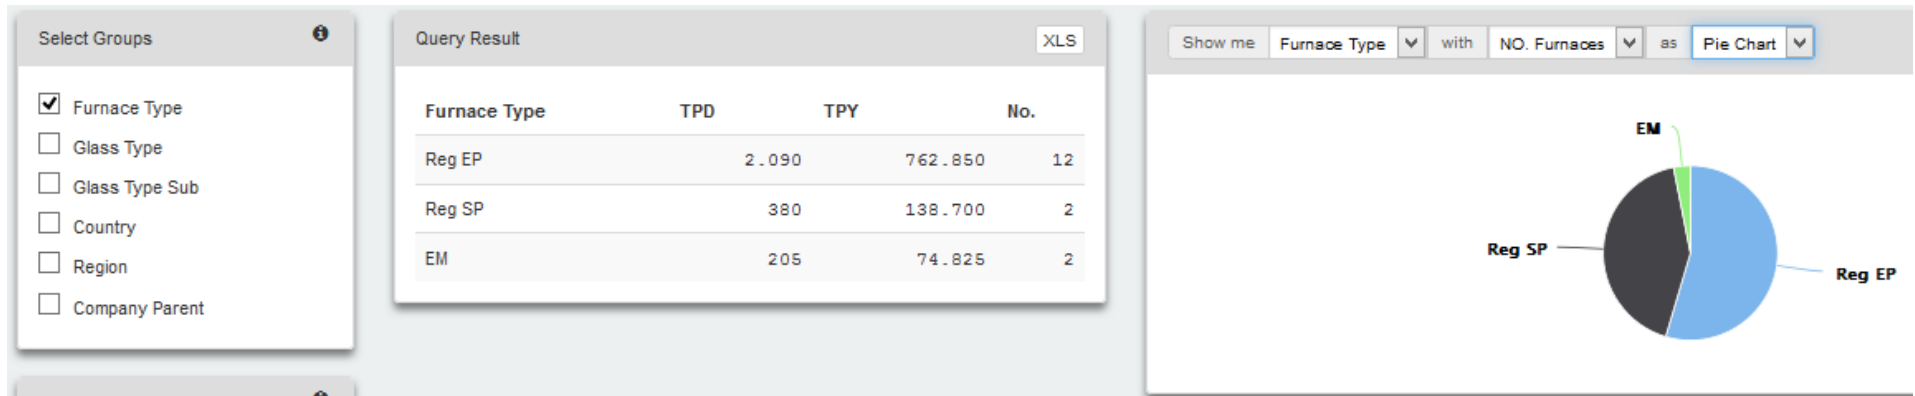 Select Groups
Furnace Type
Glass Type
Glass Type Sub
Country
Region
Company Parent
Query Result XLS
Furnace Type TPD TPY No.
Reg EP 2.090 762.850 12
Reg SP 380 138.700 2
EM 205 74.825 2
Show me Furnace Type with NO. Furnaces as Pie Chart
EM
Reg SP
Reg EP